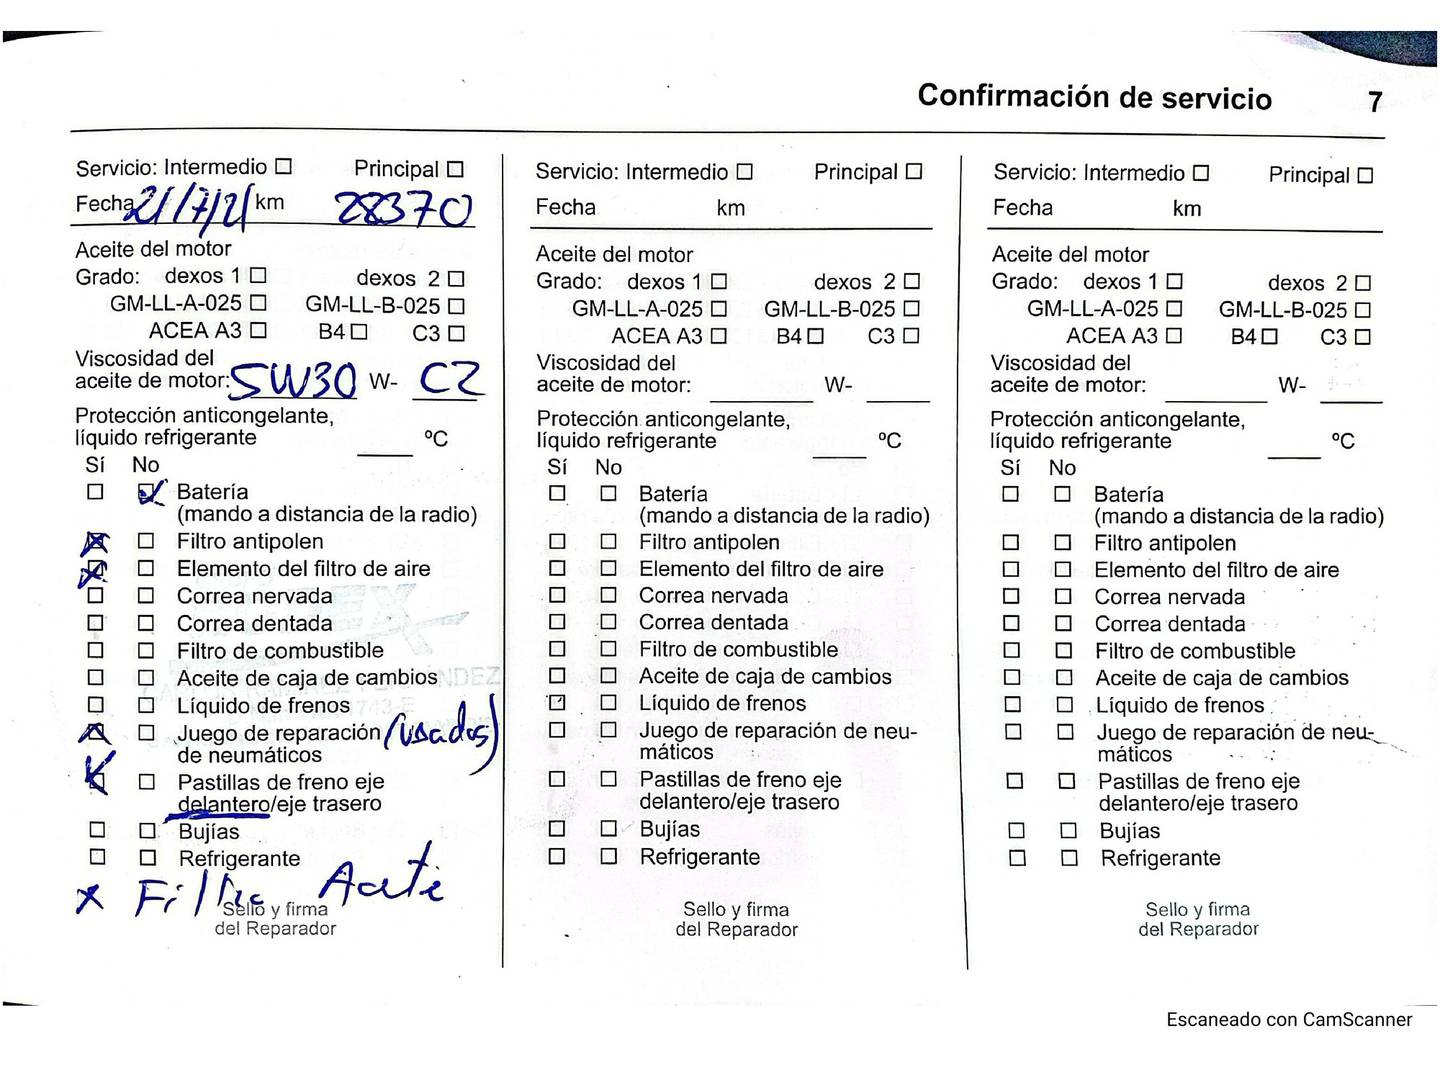 Confirmación de servicio 7
Servicio: Intermedio ☐ Principal ☐
Fecha 21/7/21 km 28370
Aceite del motor
Grado: dexos 1 ☐ dexos 2 ☐
GM-LL-A-025 ☐ GM-LL-B-025 ☐
ACEA A3 ☐ B4 ☐ C3 ☐
Viscosidad del
aceite de motor: 5W30 W- C2
Protección anticongelante,
líquido refrigerante ____ ºC
Sí No
☐ ☑ Batería
(mando a distancia de la radio)
☒ ☐ Filtro antipolen
☒ ☐ Elemento del filtro de aire
☐ ☐ Correa nervada
☐ ☐ Correa dentada
☐ ☐ Filtro de combustible
☐ ☐ Aceite de caja de cambios
☐ ☐ Líquido de frenos
☒ ☐ Juego de reparación (usados)
de neumáticos
☒ ☐ Pastillas de freno eje
delantero/eje trasero
☐ ☐ Bujías
☐ ☐ Refrigerante
x Filtro Aceite
Sello y firma
del Reparador
Servicio: Intermedio ☐ Principal ☐
Fecha km
Aceite del motor
Grado: dexos 1 ☐ dexos 2 ☐
GM-LL-A-025 ☐ GM-LL-B-025 ☐
ACEA A3 ☐ B4 ☐ C3 ☐
Viscosidad del
aceite de motor: ____ W- ____
Protección anticongelante,
líquido refrigerante ____ ºC
Sí No
☐ ☐ Batería
(mando a distancia de la radio)
☐ ☐ Filtro antipolen
☐ ☐ Elemento del filtro de aire
☐ ☐ Correa nervada
☐ ☐ Correa dentada
☐ ☐ Filtro de combustible
☐ ☐ Aceite de caja de cambios
☐ ☐ Líquido de frenos
☐ ☐ Juego de reparación de neu-
máticos
☐ ☐ Pastillas de freno eje
delantero/eje trasero
☐ ☐ Bujías
☐ ☐ Refrigerante
Sello y firma
del Reparador
Servicio: Intermedio ☐ Principal ☐
Fecha km
Aceite del motor
Grado: dexos 1 ☐ dexos 2 ☐
GM-LL-A-025 ☐ GM-LL-B-025 ☐
ACEA A3 ☐ B4 ☐ C3 ☐
Viscosidad del
aceite de motor: ____ W- ____
Protección anticongelante,
líquido refrigerante ____ ºC
Sí No
☐ ☐ Batería
(mando a distancia de la radio)
☐ ☐ Filtro antipolen
☐ ☐ Elemento del filtro de aire
☐ ☐ Correa nervada
☐ ☐ Correa dentada
☐ ☐ Filtro de combustible
☐ ☐ Aceite de caja de cambios
☐ ☐ Líquido de frenos
☐ ☐ Juego de reparación de neu-
máticos
☐ ☐ Pastillas de freno eje
delantero/eje trasero
☐ ☐ Bujías
☐ ☐ Refrigerante
Sello y firma
del Reparador
Escaneado con CamScanner